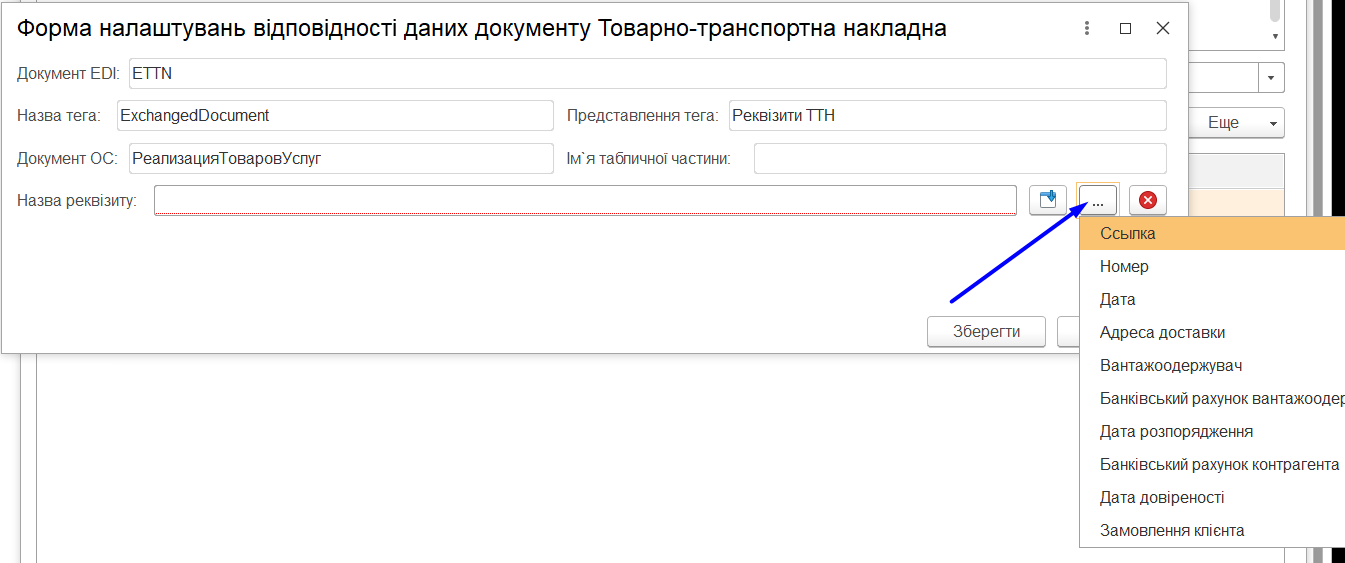 Форма налаштувань відповідності даних документу Товарно-транспортна накладна
Документ EDI: ETTN
Назва тега: ExchangedDocument Представлення тега: Реквізити ТТН
Документ ОС: РеализацияТоваровУслуг Ім`я табличної частини:
Еще
Назва реквізиту: ...
Ссылка
Номер
Дата
Адреса доставки
Вантажоодержувач
Банківський рахунок вантажоодер
Дата розпорядження
Банківський рахунок контрагента
Дата довіреності
Замовлення клієнта
Зберегти